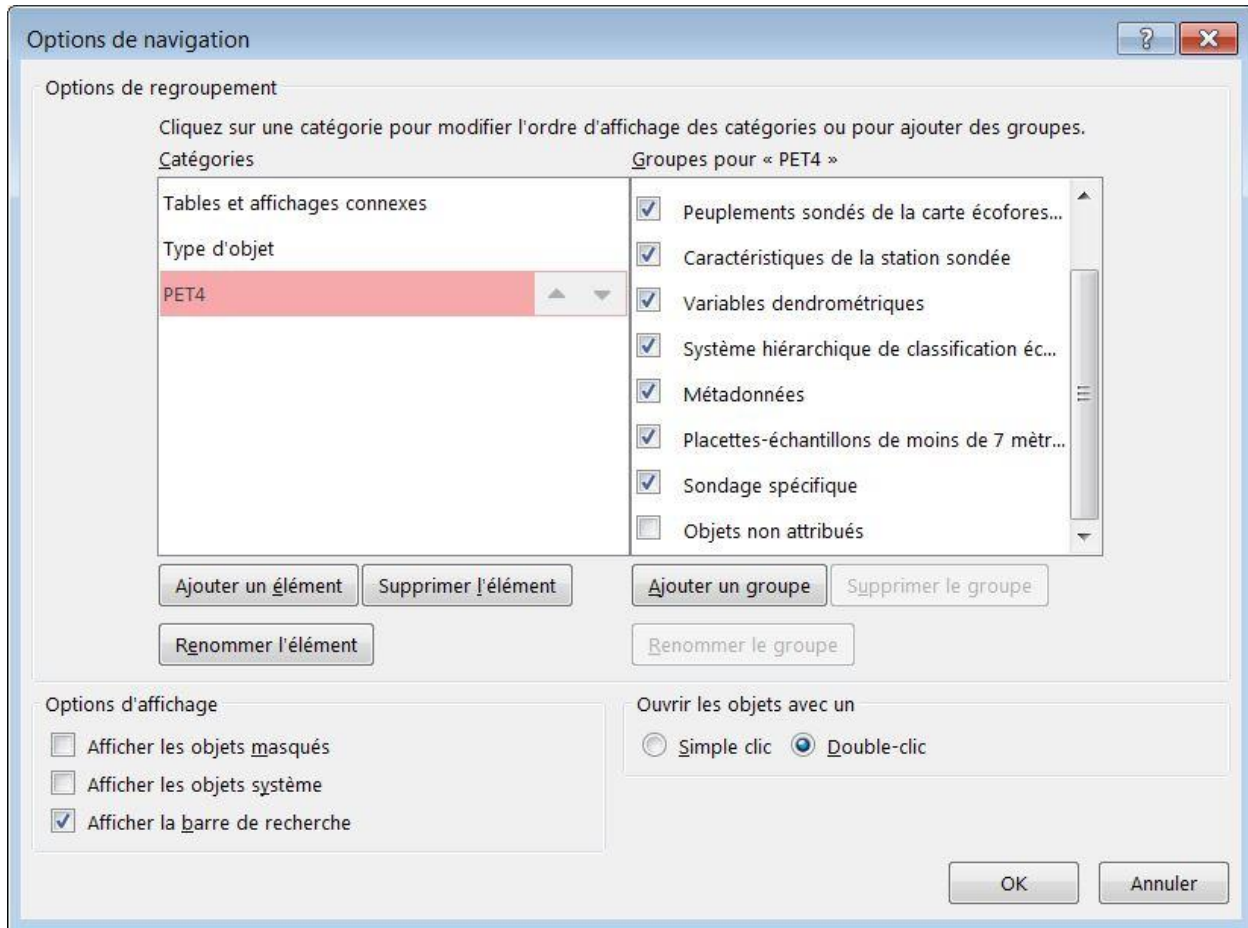 Options de navigation
Options de regroupement
Cliquez sur une catégorie pour modifier l'ordre d'affichage des catégories ou pour ajouter des groupes.
Catégories
Groupes pour « PET4 »
Tables et affichages connexes
Type d'objet
PET4
Peuplements sondés de la carte écofores...
Caractéristiques de la station sondée
Variables dendrométriques
Système hiérarchique de classification éc...
Métadonnées
Placettes-échantillons de moins de 7 mètr...
Sondage spécifique
Objets non attribués
Ajouter un élément
Supprimer l'élément
Ajouter un groupe
Supprimer le groupe
Renommer l'élément
Renommer le groupe
Options d'affichage
Afficher les objets masqués
Afficher les objets système
Afficher la barre de recherche
Ouvrir les objets avec un
Simple clic
Double-clic
OK
Annuler